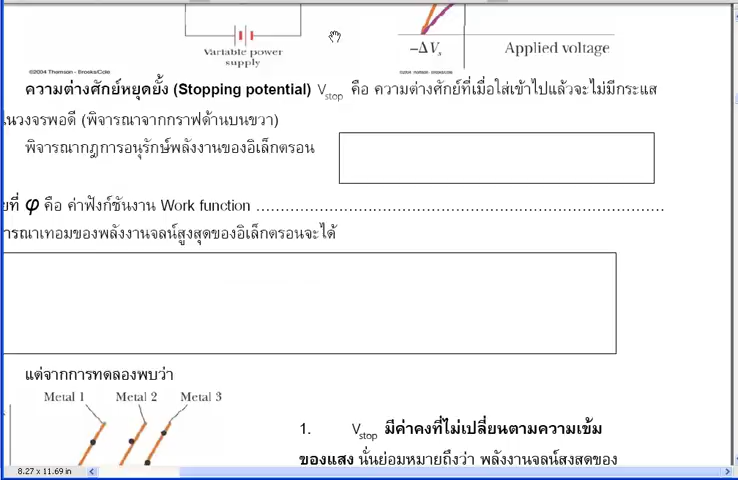 Variable power
supply
−ΔVs Applied voltage
©2004 Thomson - Brooks/Cole
ความต่างศักย์หยุดยั้ง (Stopping potential) Vstop คือ ความต่างศักย์ที่เมื่อใส่เข้าไปแล้วจะไม่มีกระแส
ในวงจรพอดี (พิจารณาจากกราฟด้านบนขวา)
พิจารณากฎการอนุรักษ์พลังงานของอิเล็กตรอน
ยที่ φ คือ ค่าฟังก์ชันงาน Work function ................................................................................
ารณาเทอมของพลังงานจลน์สูงสุดของอิเล็กตรอนจะได้
แต่จากการทดลองพบว่า
Metal 1 Metal 2 Metal 3
1. Vstop มีค่าคงที่ไม่เปลี่ยนตามความเข้ม
ของแสง นั่นย่อมหมายถึงว่า พลังงานจลน์สูงสุดของ
8.27 x 11.69 in